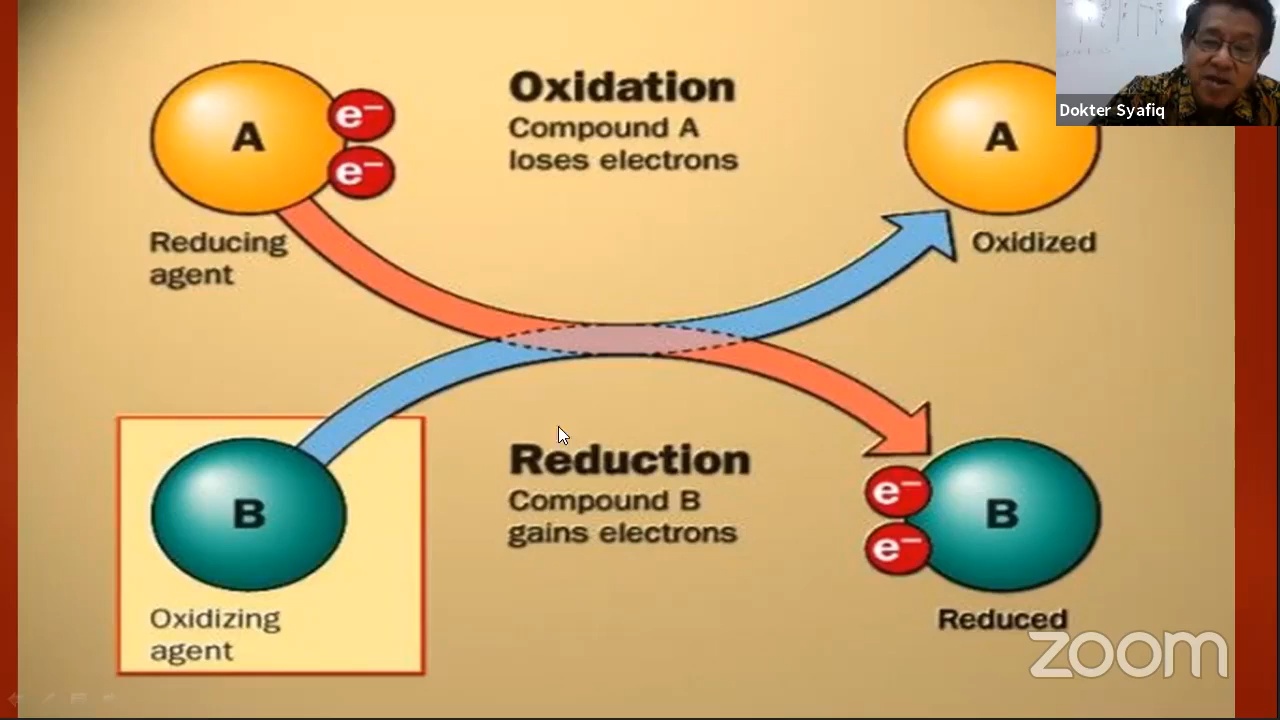 Dokter Syafiq
A
e⁻
e⁻
Oxidation
Compound A
loses electrons
A
Reducing
agent
Oxidized
B
Oxidizing
agent
Reduction
Compound B
gains electrons
e⁻
e⁻
B
Reduced
zoom